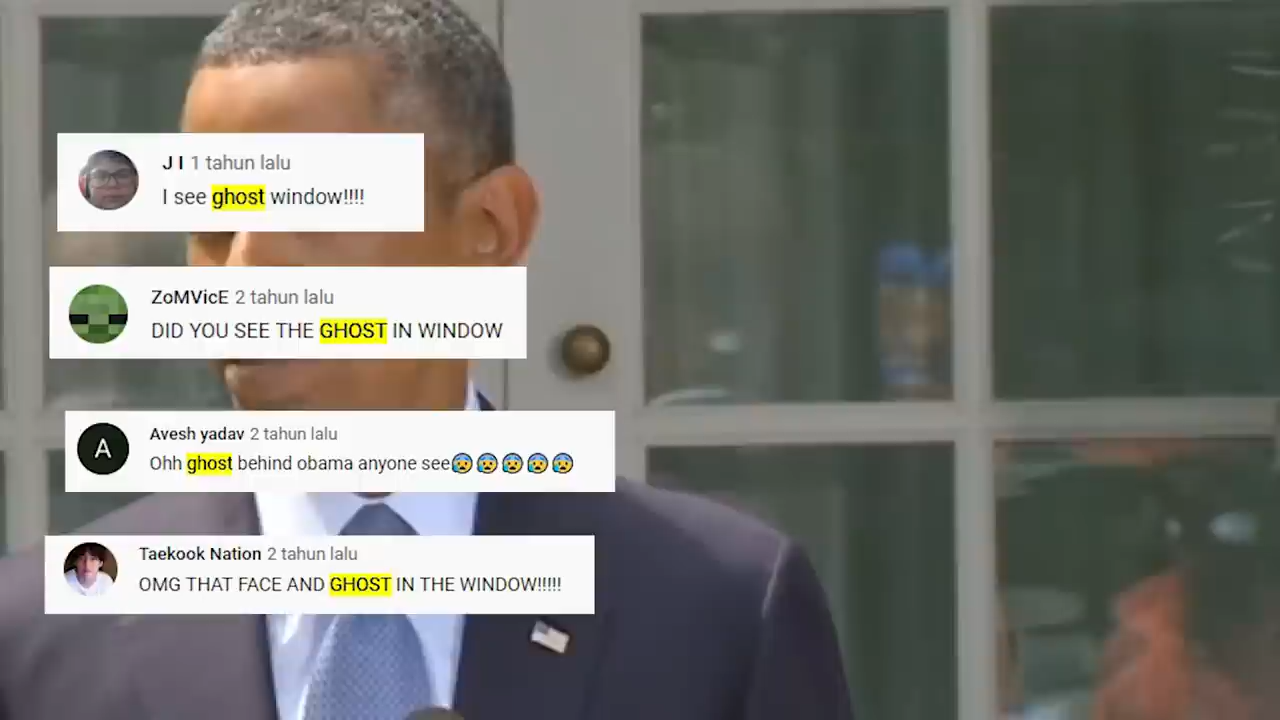 J I 1 tahun lalu
I see ghost window!!!!
ZoMVicE 2 tahun lalu
DID YOU SEE THE GHOST IN WINDOW
A
Avesh yadav 2 tahun lalu
Ohh ghost behind obama anyone see😰😰😰😰😰
Taekook Nation 2 tahun lalu
OMG THAT FACE AND GHOST IN THE WINDOW!!!!!